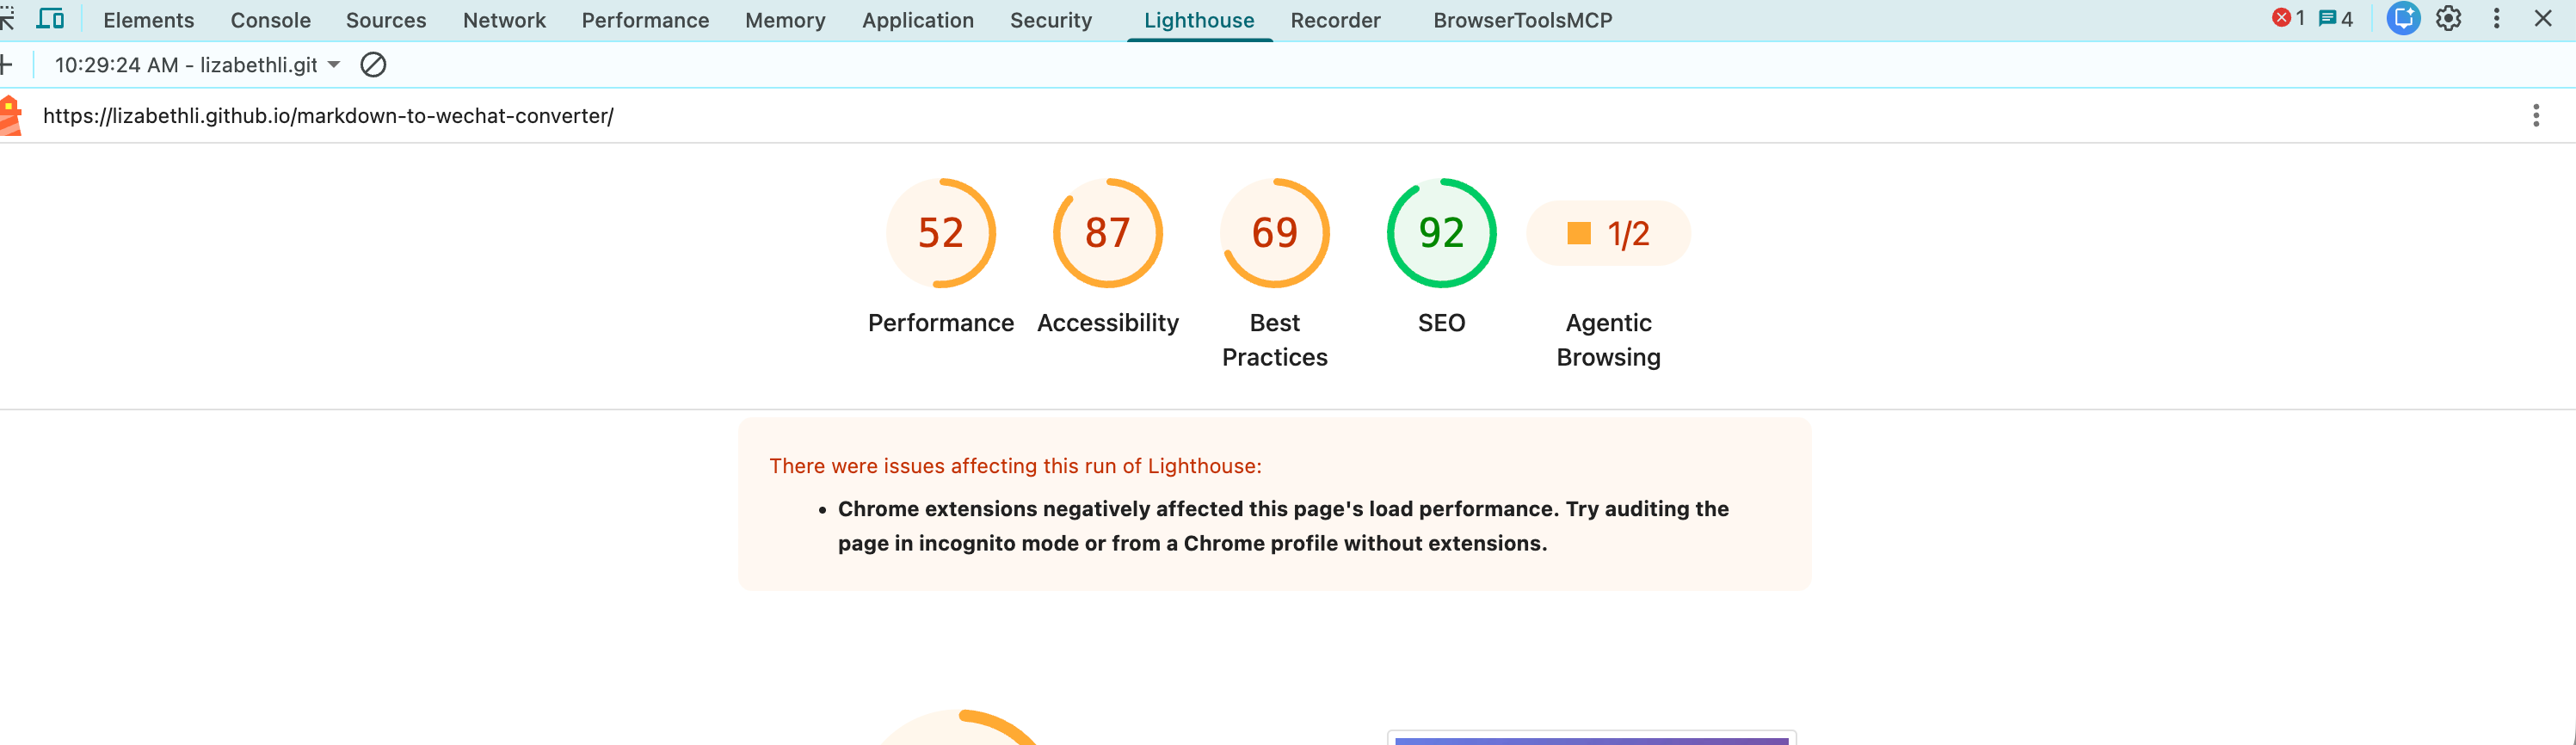 Elements Console Sources Network Performance Memory Application Security Lighthouse Recorder BrowserToolsMCP 1 4
10:29:24 AM - lizabethli.git
https://lizabethli.github.io/markdown-to-wechat-converter/
52 87 69 92 1/2
Performance Accessibility Best Practices SEO Agentic Browsing
There were issues affecting this run of Lighthouse:
• Chrome extensions negatively affected this page's load performance. Try auditing the
page in incognito mode or from a Chrome profile without extensions.